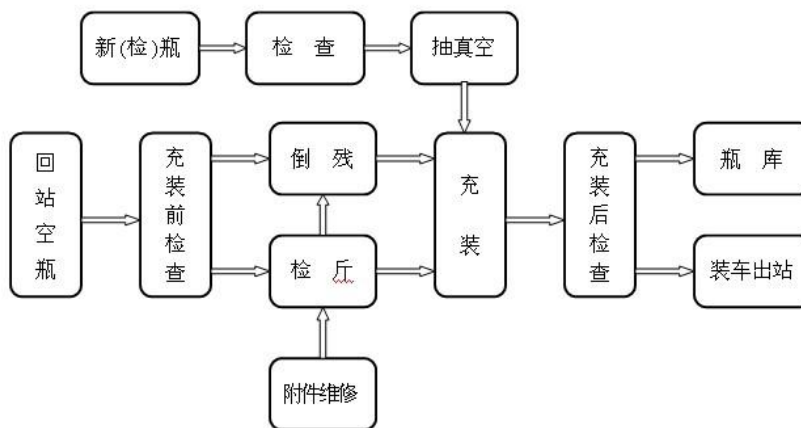 新(检)瓶
检 查
抽真空
回站空瓶
充装前检查
倒 残
检 斤
附件维修
充装
充装后检查
瓶 库
装车出站